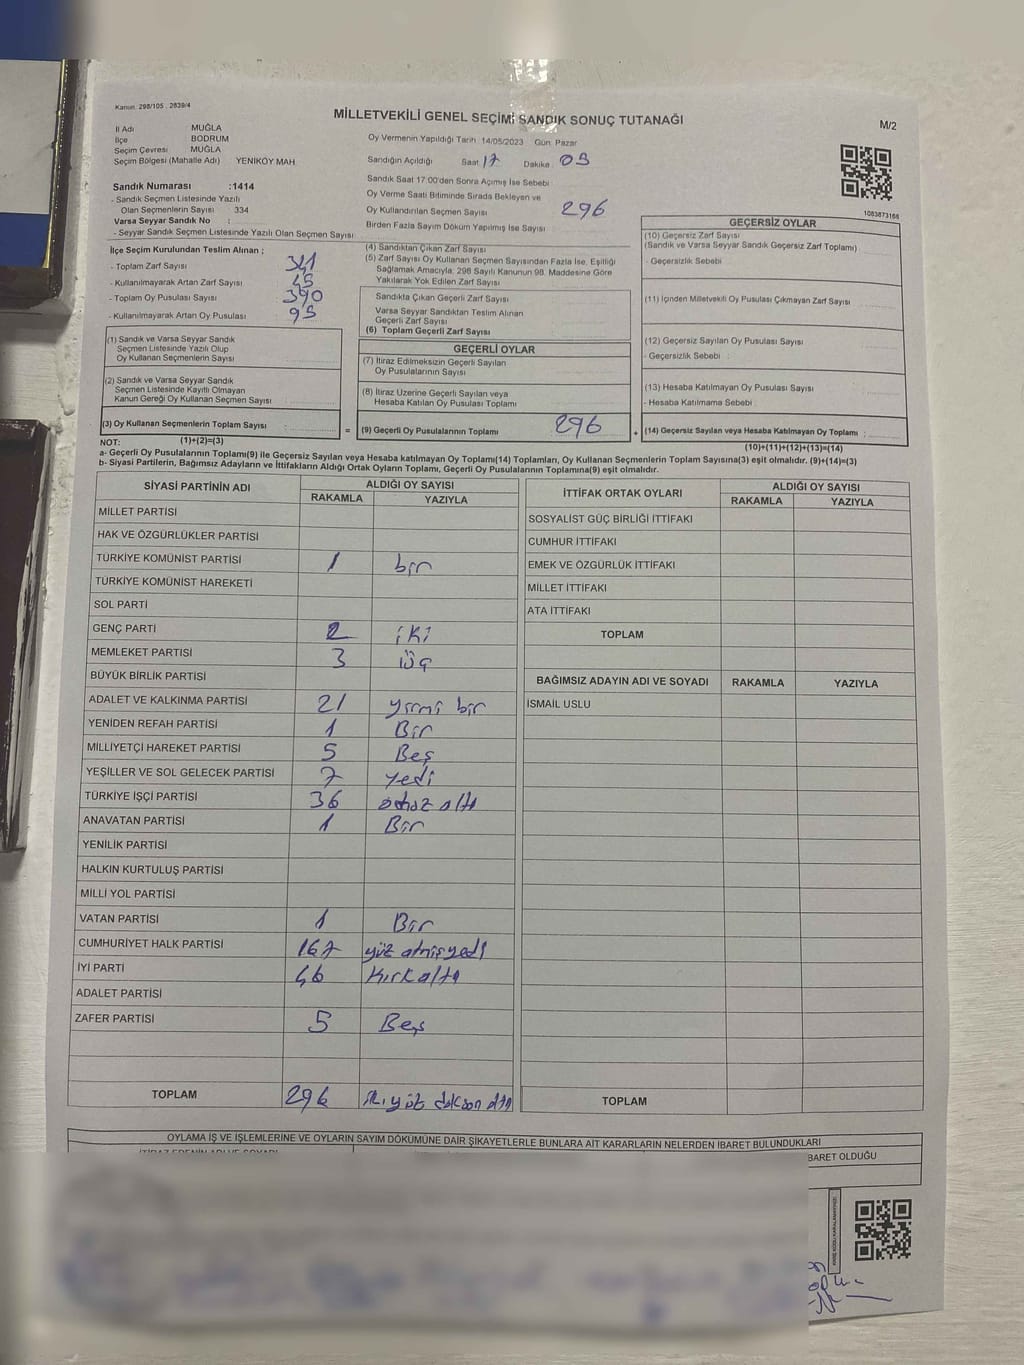 Kanun: 298/105 , 2839/4
MİLLETVEKİLİ GENEL SEÇİMİ SANDIK SONUÇ TUTANAĞI
M/2
İl Adı MUĞLA
İlçe BODRUM
Seçim Çevresi MUĞLA
Seçim Bölgesi (Mahalle Adı) YENİKÖY MAH.
Oy Vermenin Yapıldığı Tarih 14/05/2023 Gün: Pazar
Sandığın Açıldığı Saat 17 Dakika: 05
Sandık Saat 17:00'den Sonra Açılmış İse Sebebi
Oy Verme Saati Bitiminde Sırada Bekleyen ve
Oy Kullandırılan Seçmen Sayısı 296
Birden Fazla Sayım Döküm Yapılmış İse Sayısı :
Sandık Numarası :1414
- Sandık Seçmen Listesinde Yazılı
Olan Seçmenlerin Sayısı : 334
Varsa Seyyar Sandık No :
- Seyyar Sandık Seçmen Listesinde Yazılı Olan Seçmen Sayısı :
1083873166
İlçe Seçim Kurulundan Teslim Alınan ;
- Toplam Zarf Sayısı 341
- Kullanılmayarak Artan Zarf Sayısı 45
- Toplam Oy Pusulası Sayısı 390
- Kullanılmayarak Artan Oy Pusulası 95
(1) Sandık ve Varsa Seyyar Sandık
Seçmen Listesinde Yazılı Olup
Oy Kullanan Seçmenlerin Sayısı
(2) Sandık ve Varsa Seyyar Sandık
Seçmen Listesinde Kayıtlı Olmayan
Kanun Gereği Oy Kullanan Seçmen Sayısı
(3) Oy Kullanan Seçmenlerin Toplam Sayısı :
(1)+(2)=(3)
(4) Sandıktan Çıkan Zarf Sayısı
(5) Zarf Sayısı Oy Kullanan Seçmen Sayısından Fazla İse, Eşitliği
Sağlamak Amacıyla; 298 Sayılı Kanunun 98. Maddesine Göre
Yakılarak Yok Edilen Zarf Sayısı
Sandıkta Çıkan Geçerli Zarf Sayısı
Varsa Seyyar Sandıktan Teslim Alınan
Geçerli Zarf Sayısı
(6) Toplam Geçerli Zarf Sayısı
GEÇERLİ OYLAR
(7) İtiraz Edilmeksizin Geçerli Sayılan
Oy Pusulalarının Sayısı
(8) İtiraz Üzerine Geçerli Sayılan veya
Hesaba Katılan Oy Pusulası Toplamı
= (9) Geçerli Oy Pusulalarının Toplamı 296 +
GEÇERSİZ OYLAR
(10) Geçersiz Zarf Sayısı
(Sandık ve Varsa Seyyar Sandık Geçersiz Zarf Toplamı)
- Geçersizlik Sebebi
(11) İçinden Milletvekili Oy Pusulası Çıkmayan Zarf Sayısı
(12) Geçersiz Sayılan Oy Pusulası Sayısı
- Geçersizlik Sebebi :
(13) Hesaba Katılmayan Oy Pusulası Sayısı
- Hesaba Katılmama Sebebi :
(14) Geçersiz Sayılan veya Hesaba Katılmayan Oy Toplamı :
(10)+(11)+(12)+(13)=(14)
NOT:
a- Geçerli Oy Pusulalarının Toplamı(9) ile Geçersiz Sayılan veya Hesaba katılmayan Oy Toplamı(14) Toplamları, Oy Kullanan Seçmenlerin Toplam Sayısına(3) eşit olmalıdır. (9)+(14)=(3)
b- Siyasi Partilerin, Bağımsız Adayların ve İttifakların Aldığı Ortak Oyların Toplamı, Geçerli Oy Pusulalarının Toplamına(9) eşit olmalıdır.
SİYASİ PARTİNİN ADI ALDIĞI OY SAYISI
RAKAMLA YAZIYLA
MİLLET PARTİSİ
HAK VE ÖZGÜRLÜKLER PARTİSİ
TÜRKİYE KOMÜNİST PARTİSİ 1 bir
TÜRKİYE KOMÜNİST HAREKETİ
SOL PARTİ
GENÇ PARTİ 2 iki
MEMLEKET PARTİSİ 3 üç
BÜYÜK BİRLİK PARTİSİ
ADALET VE KALKINMA PARTİSİ 21 yirmi bir
YENİDEN REFAH PARTİSİ 1 Bir
MİLLİYETÇİ HAREKET PARTİSİ 5 Beş
YEŞİLLER VE SOL GELECEK PARTİSİ 7 yedi
TÜRKİYE İŞÇİ PARTİSİ 36 otuz altı
ANAVATAN PARTİSİ 1 Bir
YENİLİK PARTİSİ
HALKIN KURTULUŞ PARTİSİ
MİLLİ YOL PARTİSİ
VATAN PARTİSİ 1 Bir
CUMHURİYET HALK PARTİSİ 167 yüz atmışyedi
İYİ PARTİ 46 kırkaltı
ADALET PARTİSİ
ZAFER PARTİSİ 5 Beş
TOPLAM 296 iki yüz doksan altı
İTTİFAK ORTAK OYLARI ALDIĞI OY SAYISI
RAKAMLA YAZIYLA
SOSYALİST GÜÇ BİRLİĞİ İTTİFAKI
CUMHUR İTTİFAKI
EMEK VE ÖZGÜRLÜK İTTİFAKI
MİLLET İTTİFAKI
ATA İTTİFAKI
TOPLAM
BAĞIMSIZ ADAYIN ADI VE SOYADI RAKAMLA YAZIYLA
İSMAİL USLU
TOPLAM
OYLAMA İŞ VE İŞLEMLERİNE VE OYLARIN SAYIM DÖKÜMÜNE DAİR ŞİKAYETLERLE BUNLARA AİT KARARLARIN NELERDEN İBARET BULUNDUKLARI
BARET OLDUĞU